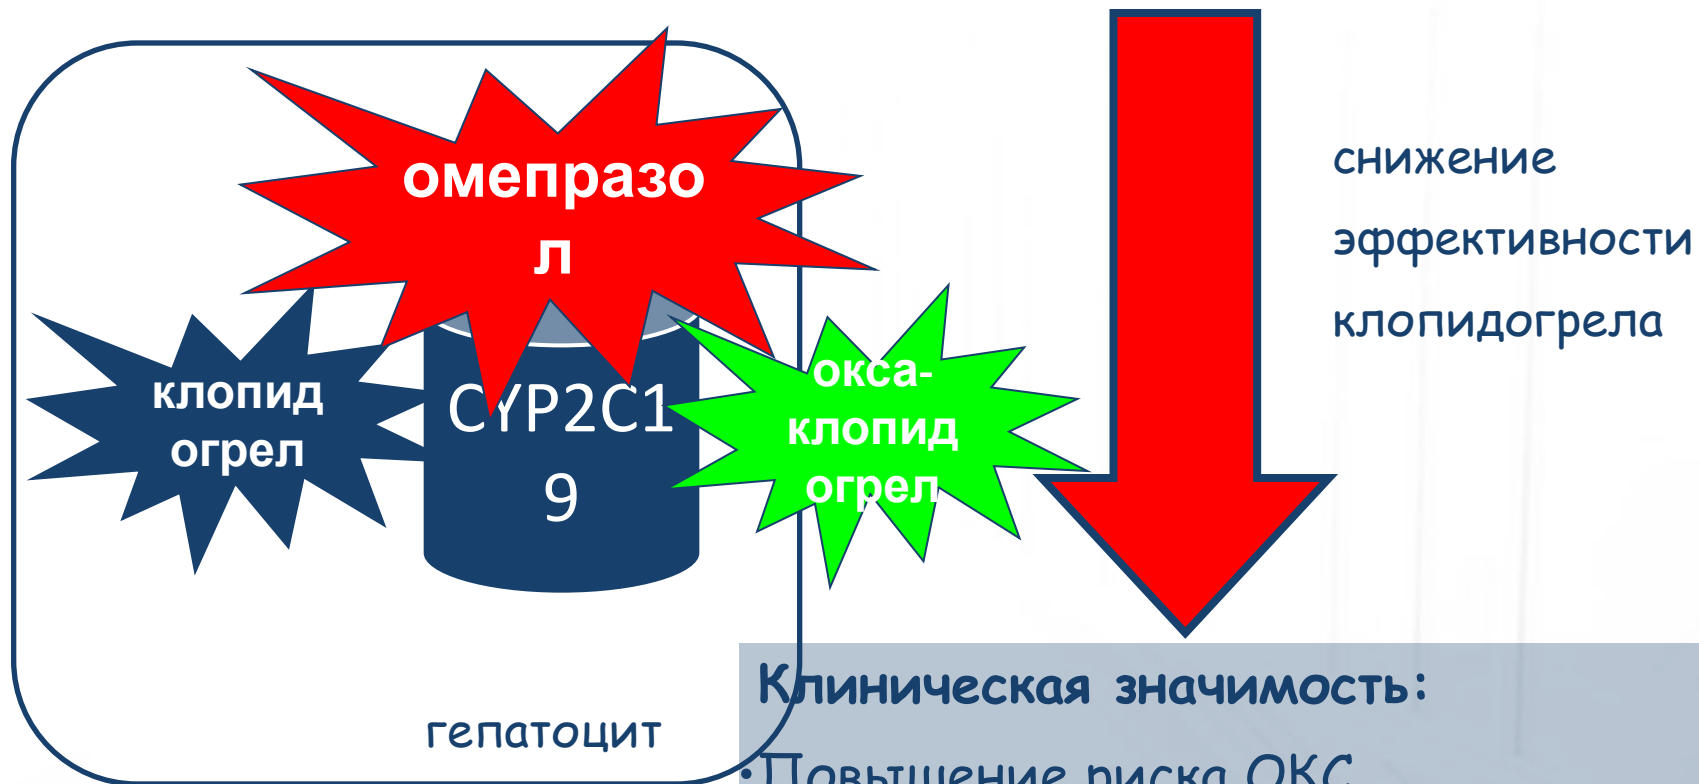 омепразо
л
клопид
огрел
CYP2C1
9
окса-
клопид
огрел
гепатоцит
снижение
эффективности
клопидогрела
Клиническая значимость:
•Повышение риска ОКС